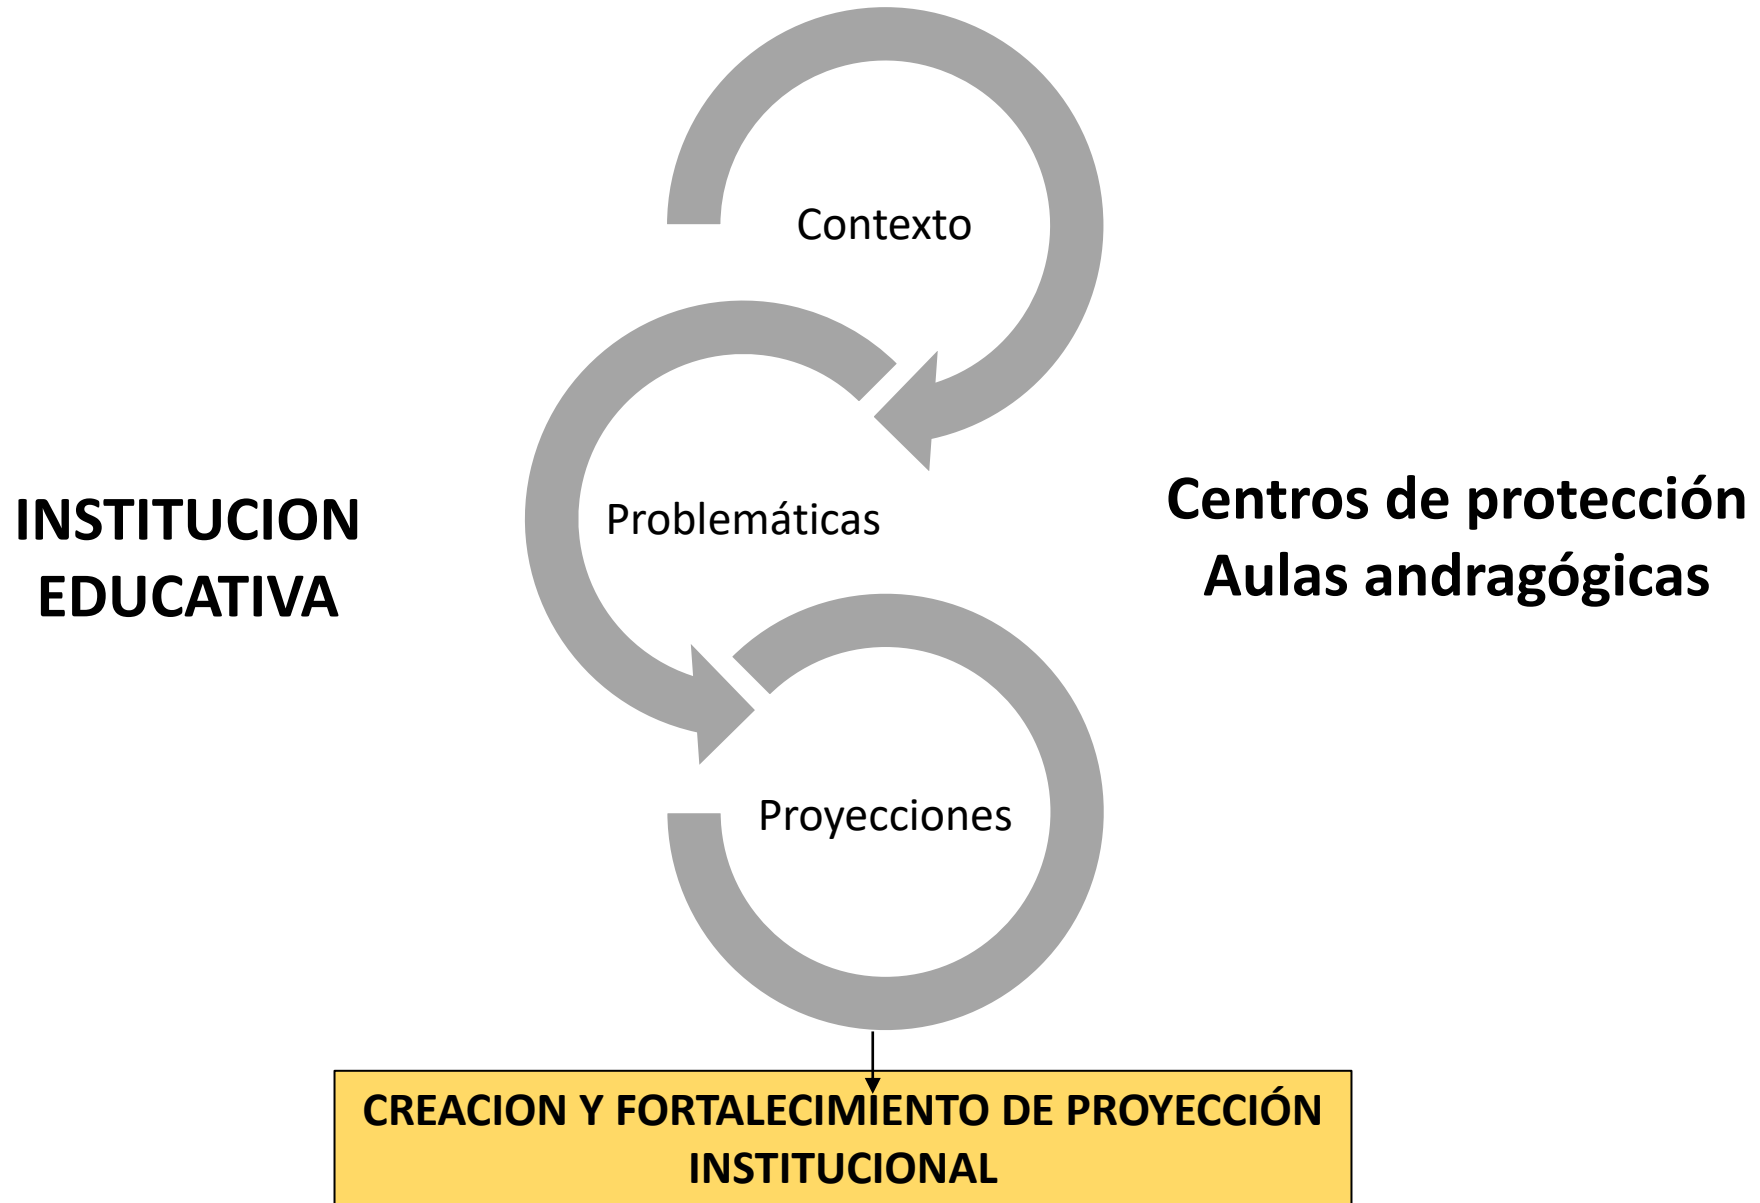 Contexto
Problemáticas
Proyecciones
INSTITUCION
EDUCATIVA
Centros de protección
Aulas andragógicas
CREACION Y FORTALECIMIENTO DE PROYECCIÓN
INSTITUCIONAL